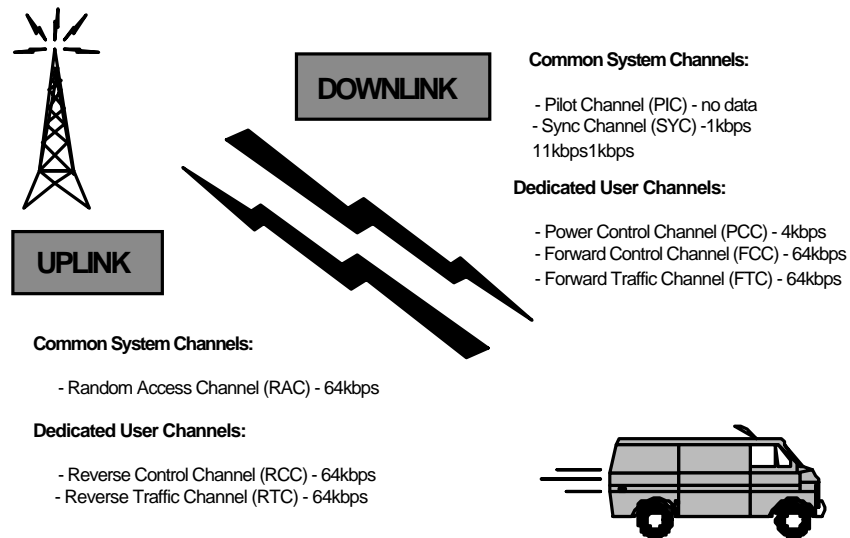 DOWNLINK
Common System Channels:
- Pilot Channel (PIC) - no data
- Sync Channel (SYC) -1kbps
11kbps1kbps
Dedicated User Channels:
- Power Control Channel (PCC) - 4kbps
- Forward Control Channel (FCC) - 64kbps
- Forward Traffic Channel (FTC) - 64kbps
UPLINK
Common System Channels:
- Random Access Channel (RAC) - 64kbps
Dedicated User Channels:
- Reverse Control Channel (RCC) - 64kbps
- Reverse Traffic Channel (RTC) - 64kbps